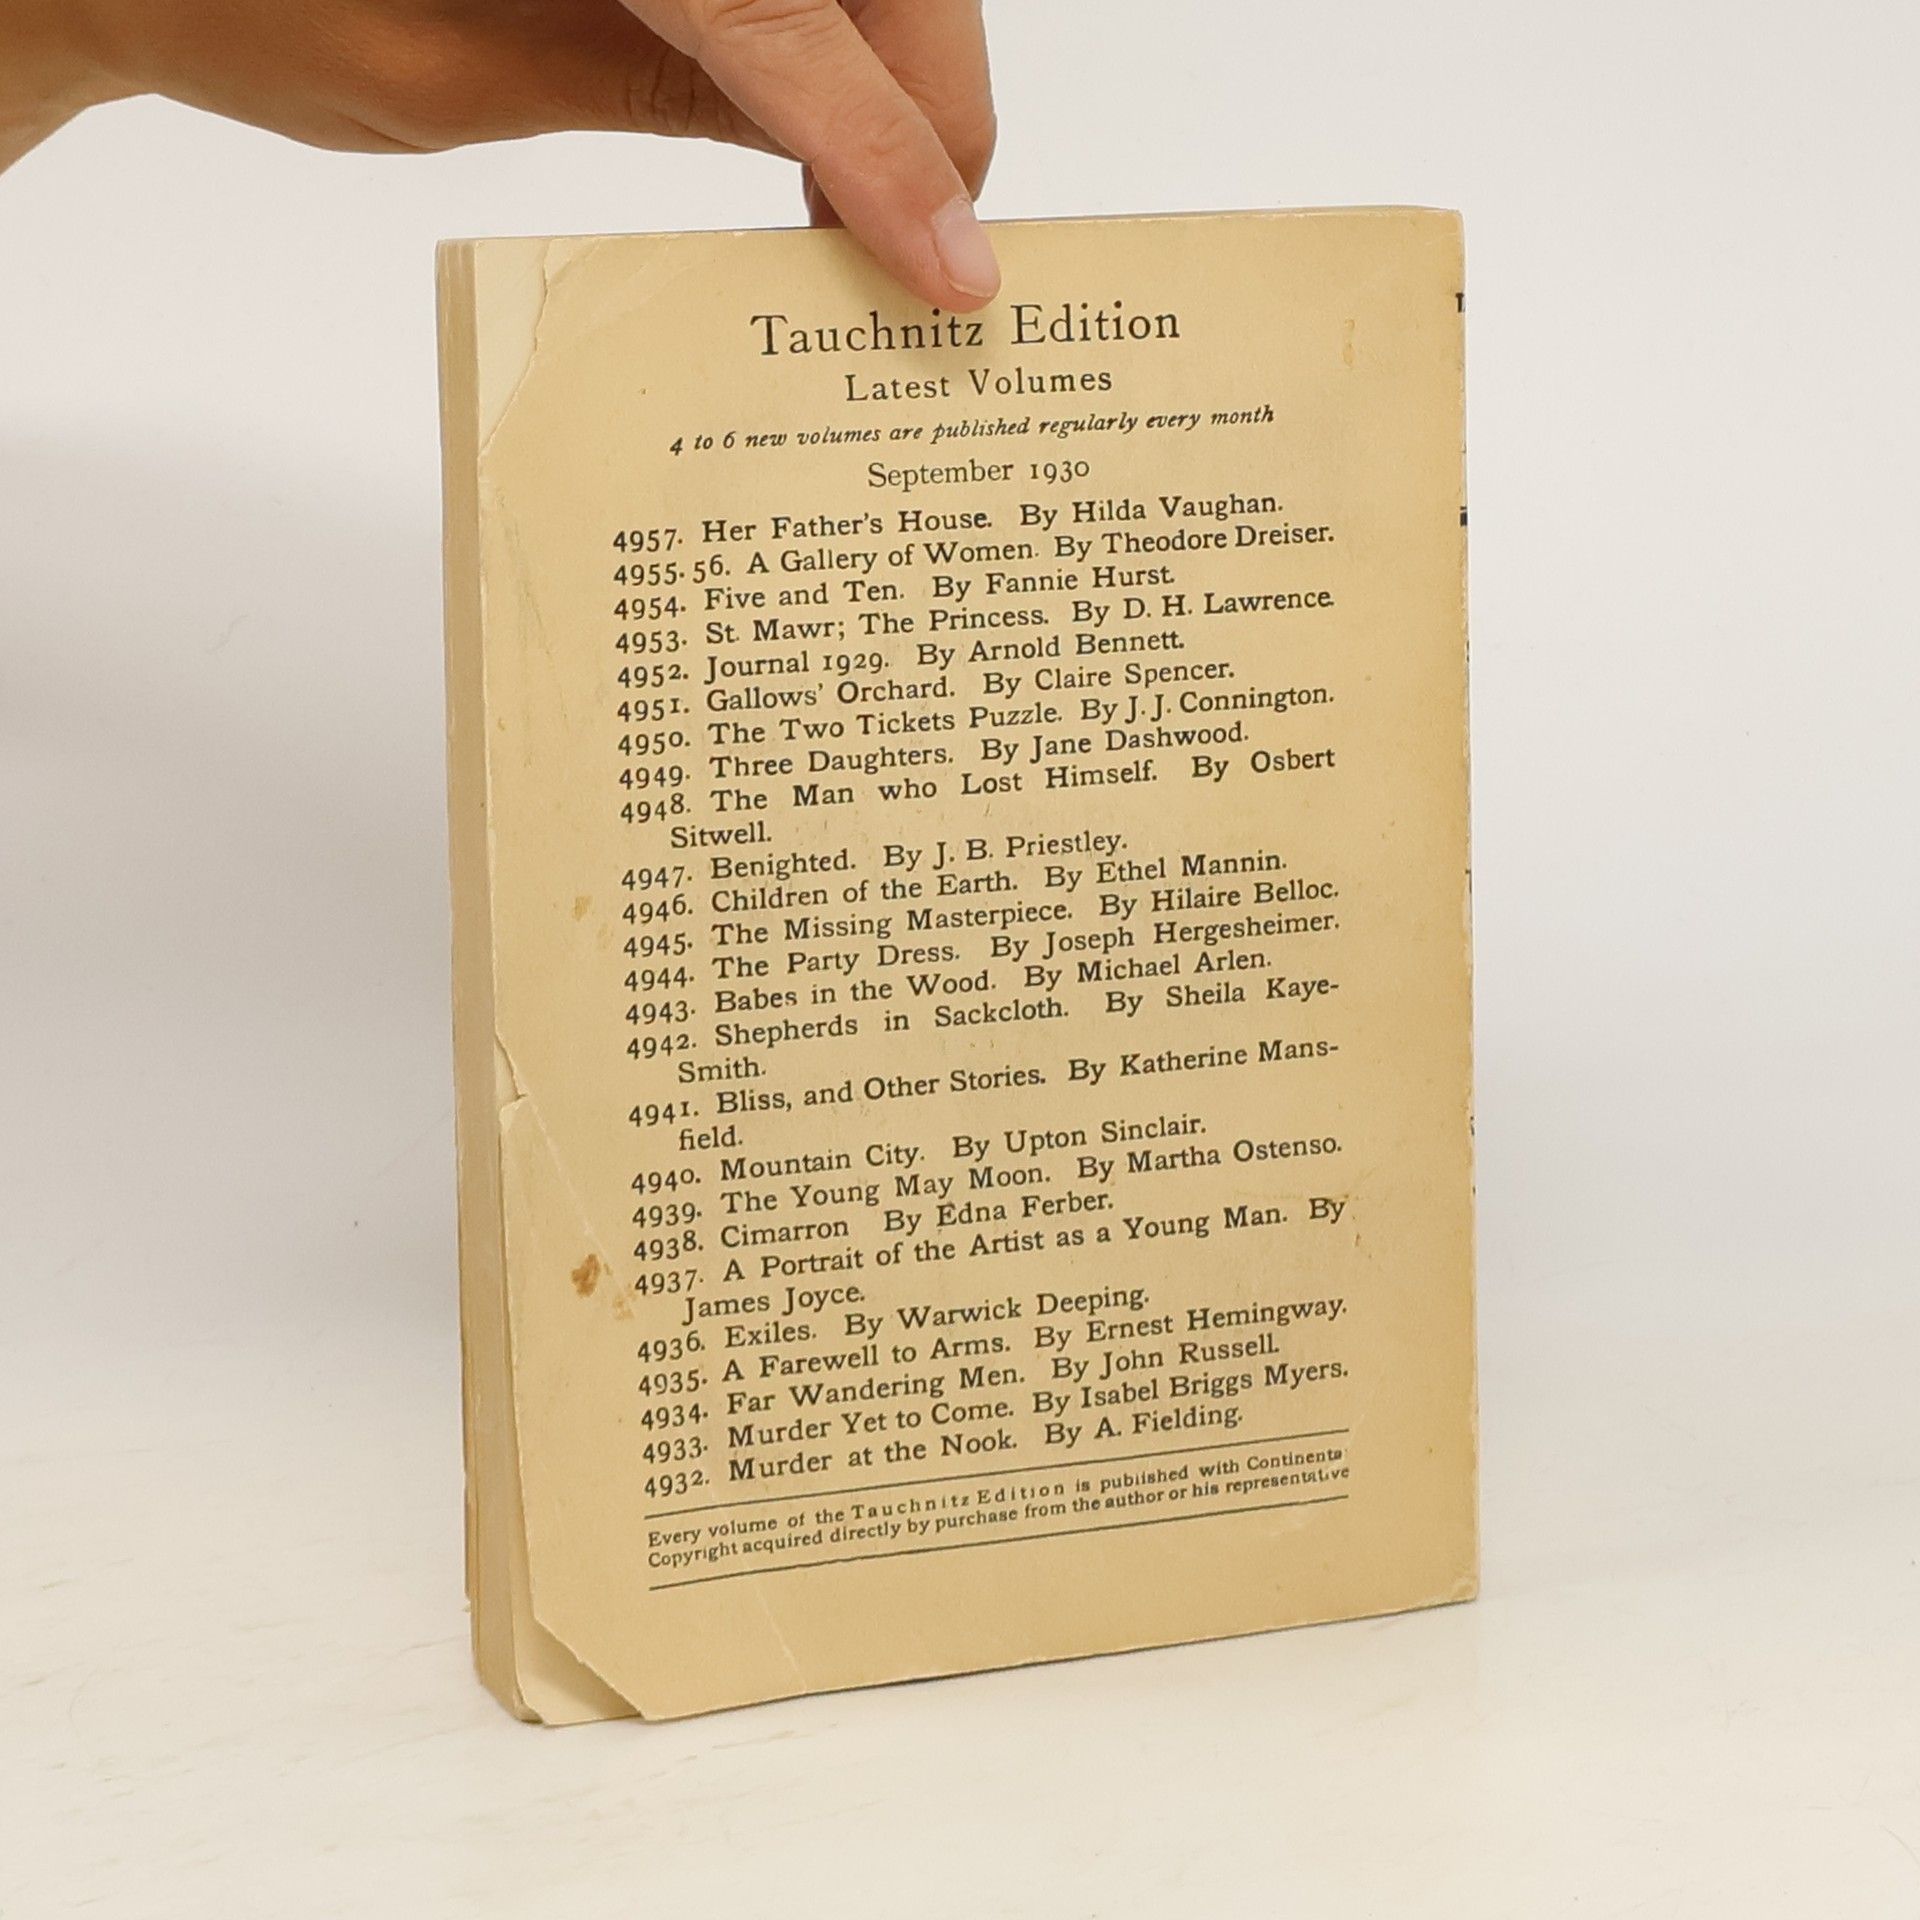 Tauchnitz Edition
Latest Volumes
4 to 6 new volumes are published regularly every month
September 1930
4957. Her Father's House. By Hilda Vaughan.
4955-56. A Gallery of Women. By Theodore Dreiser.
4954. Five and Ten. By Fannie Hurst.
4953. St. Mawr; The Princess. By D. H. Lawrence.
4952. Journal 1929. By Arnold Bennett.
4951. Gallows' Orchard. By Claire Spencer.
4950. The Two Tickets Puzzle. By J. J. Connington.
4949. Three Daughters. By Jane Dashwood.
4948. The Man who Lost Himself. By Osbert
Sitwell.
4947. Benighted. By J. B. Priestley.
4946. Children of the Earth. By Ethel Mannin.
4945. The Missing Masterpiece. By Hilaire Belloc.
4944. The Party Dress. By Joseph Hergesheimer.
4943. Babes in the Wood. By Michael Arlen.
4942. Shepherds in Sackcloth. By Sheila Kaye-
Smith.
4941. Bliss, and Other Stories. By Katherine Mans-
field.
4940. Mountain City. By Upton Sinclair.
4939. The Young May Moon. By Martha Ostenso.
4938. Cimarron By Edna Ferber.
4937. A Portrait of the Artist as a Young Man. By
James Joyce.
4936. Exiles. By Warwick Deeping.
4935. A Farewell to Arms. By Ernest Hemingway.
4934. Far Wandering Men. By John Russell.
4933. Murder Yet to Come. By Isabel Briggs Myers.
4932. Murder at the Nook. By A. Fielding.
Every volume of the Tauchnitz Edition is published with Continental
Copyright acquired directly by purchase from the author or his representative